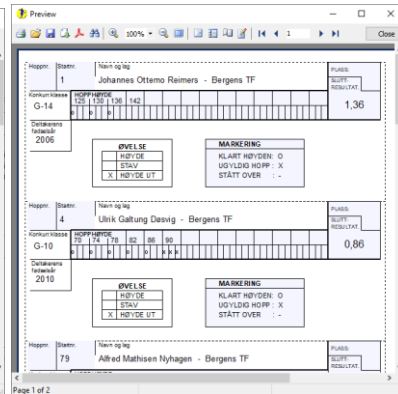 Preview
100%
1
Close
Hoppnr. Startnr. Navn og lag PLASS:
1 Johannes Ottemo Reimers - Bergens TF
Konkurr.klasse HOPPHØYDE SLUTT-
RESULTAT.
G-14 125 130 136 142 1,36
O O O
Deltakerens
fødselsår
2006
ØVELSE MARKERING
HØYDE KLART HØYDEN: O
STAV UGYLDIG HOPP : X
X HØYDE UT STÅTT OVER : -
Hoppnr. Startnr. Navn og lag PLASS:
4 Ulrik Galtung Døsvig - Bergens TF
Konkurr.klasse HOPPHØYDE SLUTT-
RESULTAT.
G-10 70 74 78 82 86 90 0,86
O O O O O X X X
Deltakerens
fødselsår
2010
ØVELSE MARKERING
HØYDE KLART HØYDEN: O
STAV UGYLDIG HOPP : X
X HØYDE UT STÅTT OVER : -
Hoppnr. Startnr. Navn og lag PLASS:
79 Alfred Mathisen Nyhagen - Bergens TF
SLUTT-
RESULTAT.
Page 1 of 2